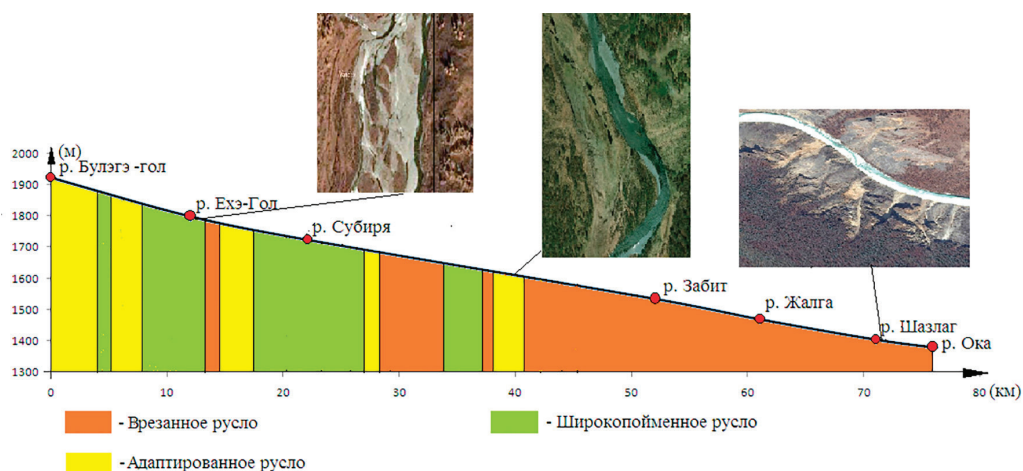 2000 (м)
р. Булэгэ -гол
1900
1800
р. Ехэ-Гол
1700
р. Субиря
1600
р. Забит
1500
р. Жалга
1400
р. Шазлаг
р. Ока
1300
0 10 20 30 40 50 60 70 80 (км)
- Врезанное русло
- Широкопойменное русло
- Адаптированное русло